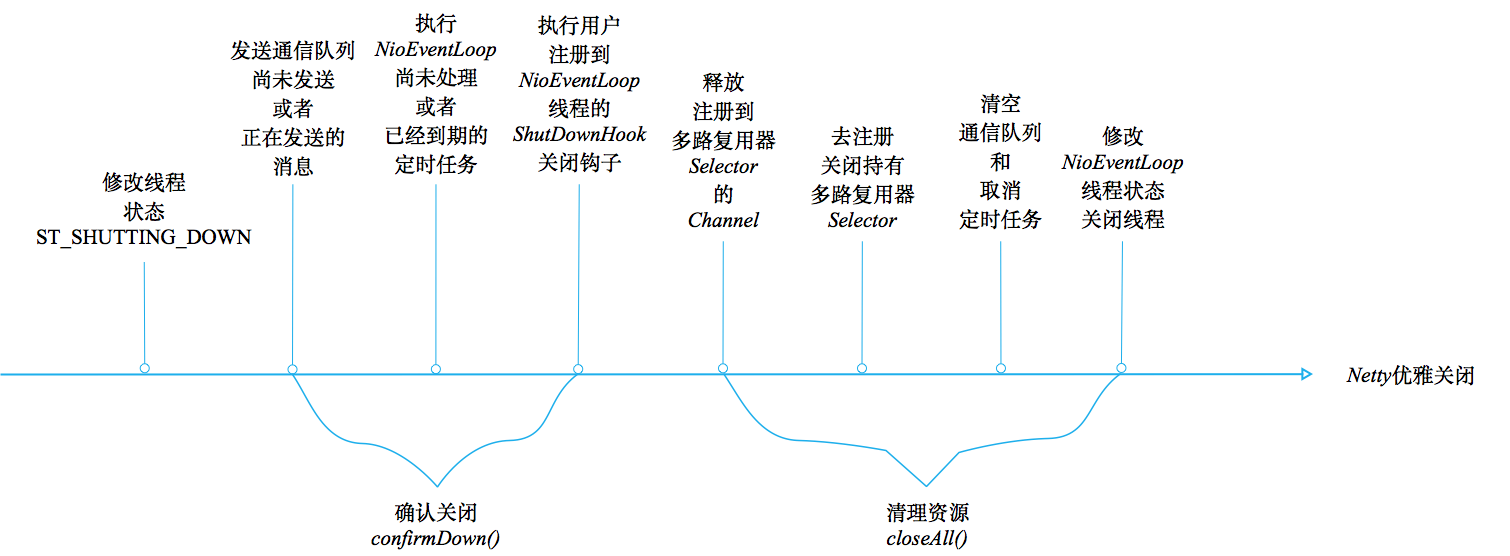 修改线程
状态
ST_SHUTTING_DOWN
发送通信队列
尚未发送
或者
正在发送的
消息
执行
NioEventLoop
尚未处理
或者
已经到期的
定时任务
执行用户
注册到
NioEventLoop
线程的
ShutDownHook
关闭钩子
释放
注册到
多路复用器
Selector
的
Channel
去注册
关闭持有
多路复用器
Selector
清空
通信队列
和
取消
定时任务
修改
NioEventLoop
线程状态
关闭线程
Netty优雅关闭
确认关闭
confirmDown()
清理资源
closeAll()